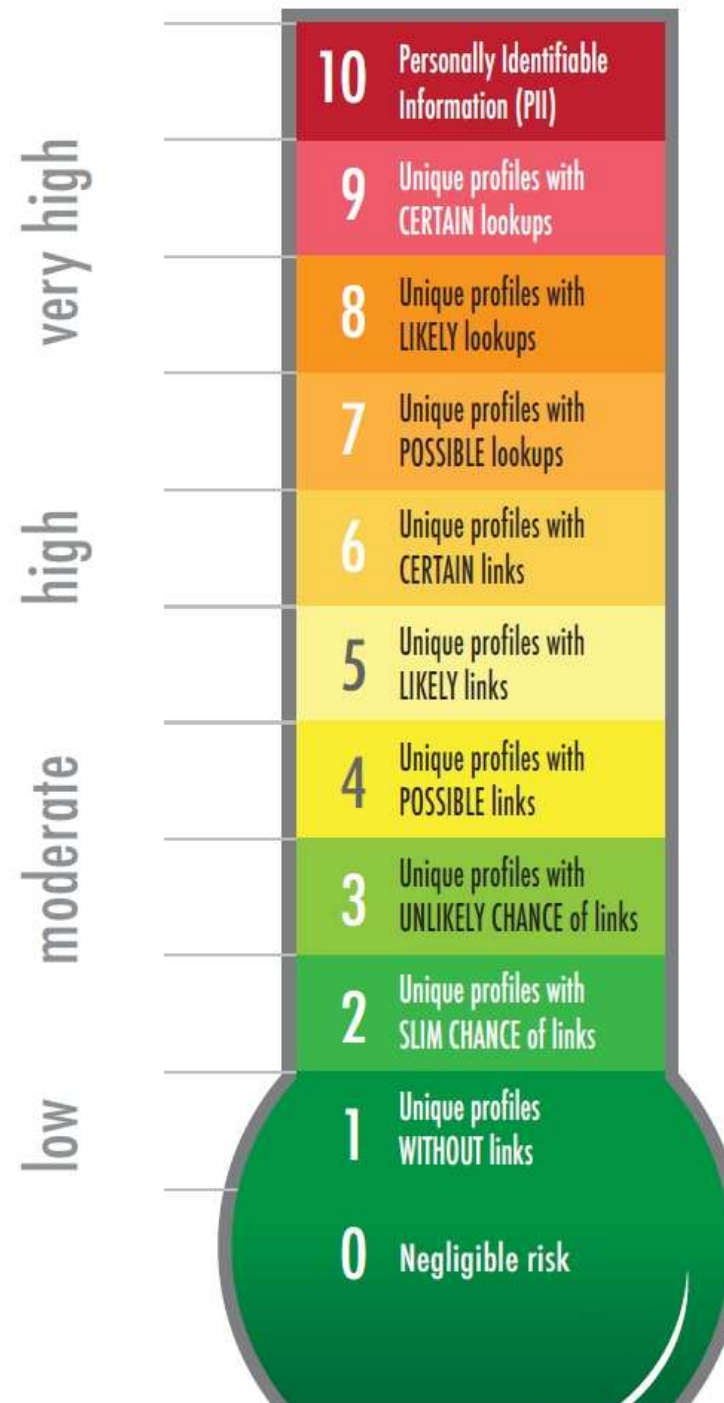 very high
10
Personally Identifiable
Information (PII)
9
Unique profiles with
CERTAIN lookups
8
Unique profiles with
LIKELY lookups
7
Unique profiles with
POSSIBLE lookups
high
6
Unique profiles with
CERTAIN links
5
Unique profiles with
LIKELY links
moderate
4
Unique profiles with
POSSIBLE links
3
Unique profiles with
UNLIKELY CHANCE of links
2
Unique profiles with
SLIM CHANCE of links
low
1
Unique profiles
WITHOUT links
0
Negligible risk